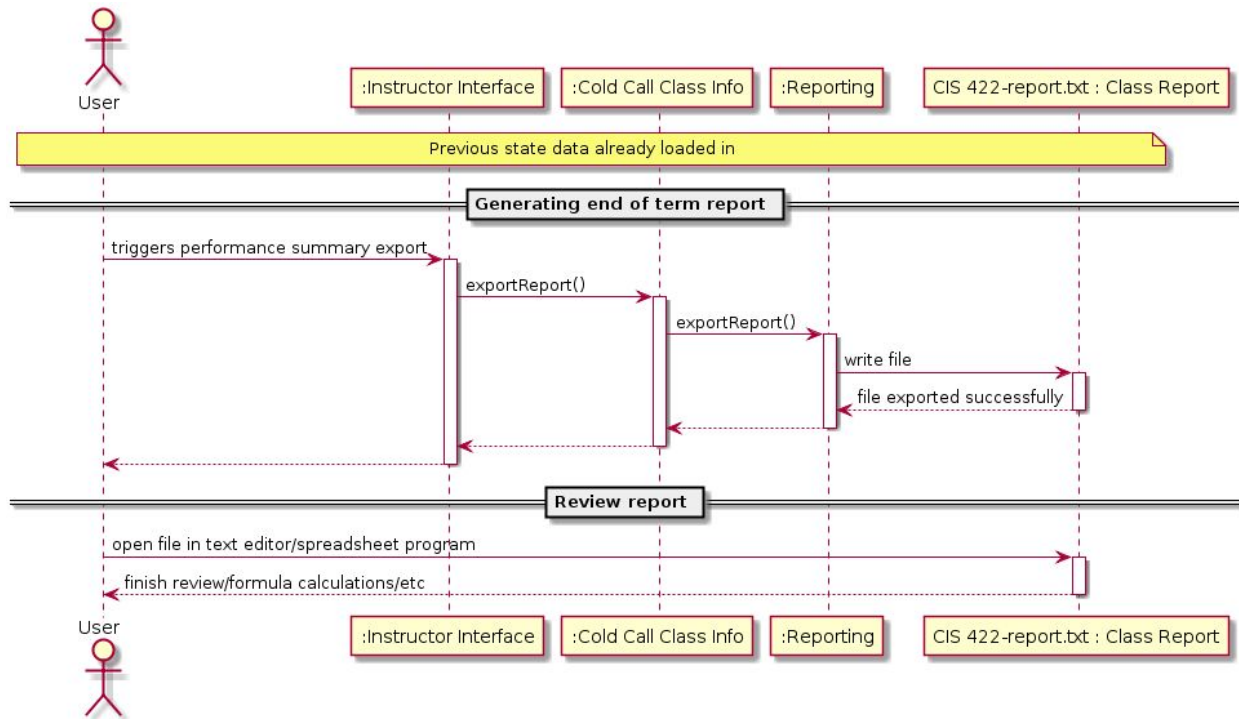 User
:Instructor Interface
:Cold Call Class Info
:Reporting
CIS 422-report.txt : Class Report
Previous state data already loaded in
Generating end of term report
triggers performance summary export
exportReport()
exportReport()
write file
file exported successfully
Review report
open file in text editor/spreadsheet program
finish review/formula calculations/etc
User
:Instructor Interface
:Cold Call Class Info
:Reporting
CIS 422-report.txt : Class Report